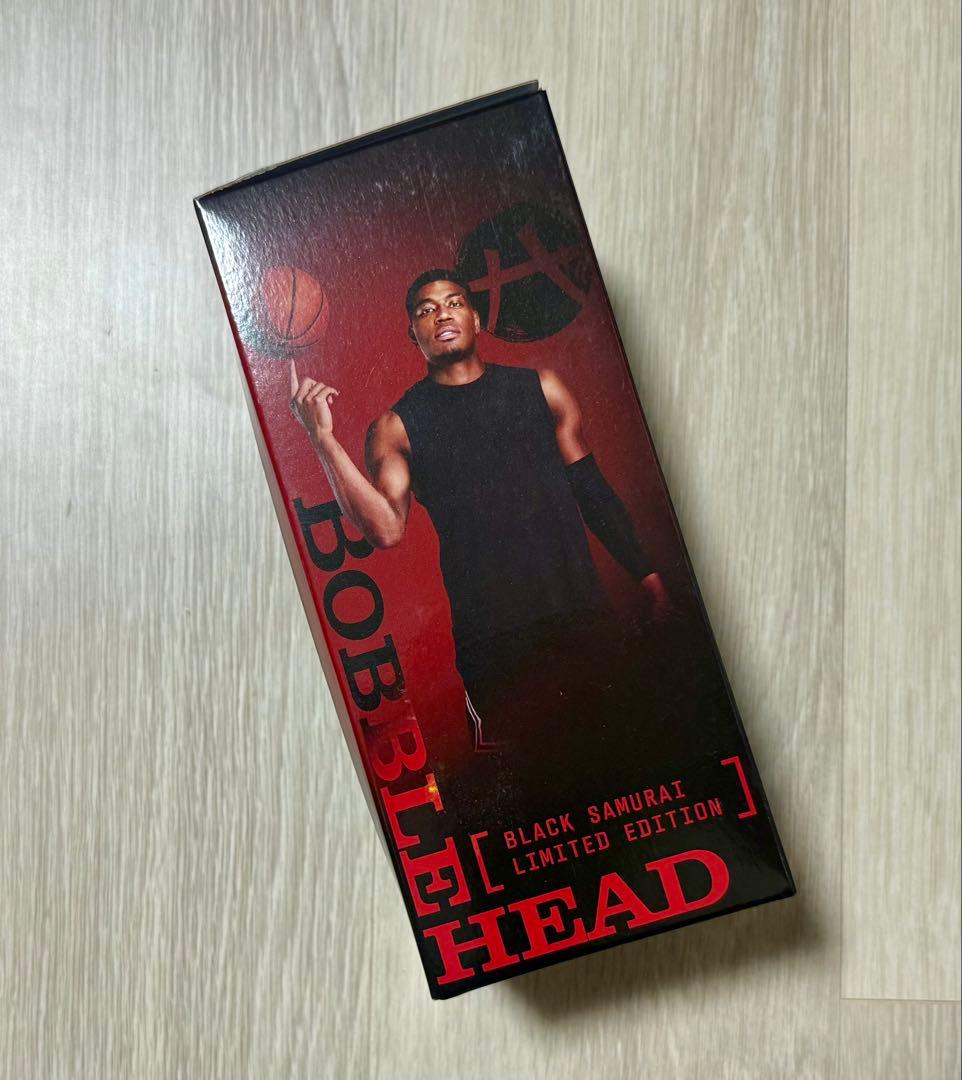 BOBBLE
[ BLACK SAMURAI
LIMITED EDITION ]
HEAD